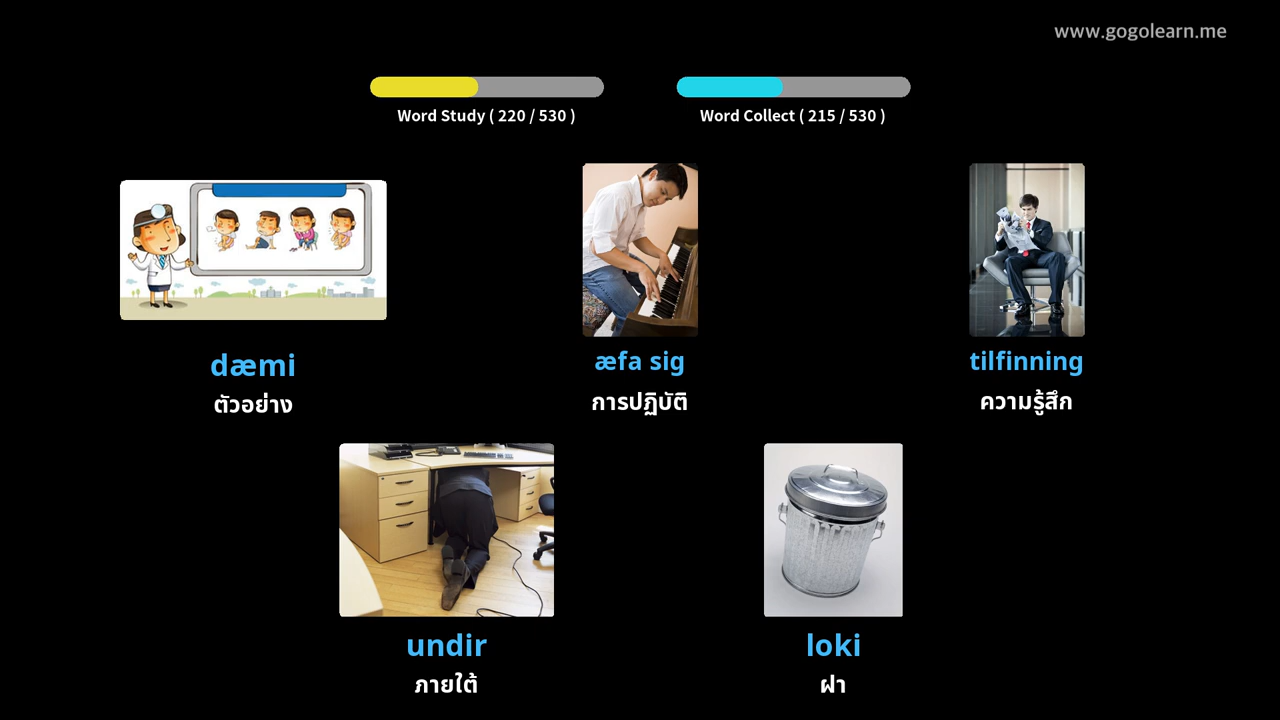 www.gogolearn.me
Word Study ( 220 / 530 )
Word Collect ( 215 / 530 )
dæmi
ตัวอย่าง
æfa sig
การปฏิบัติ
tilfinning
ความรู้สึก
undir
ภายใต้
loki
ฝา